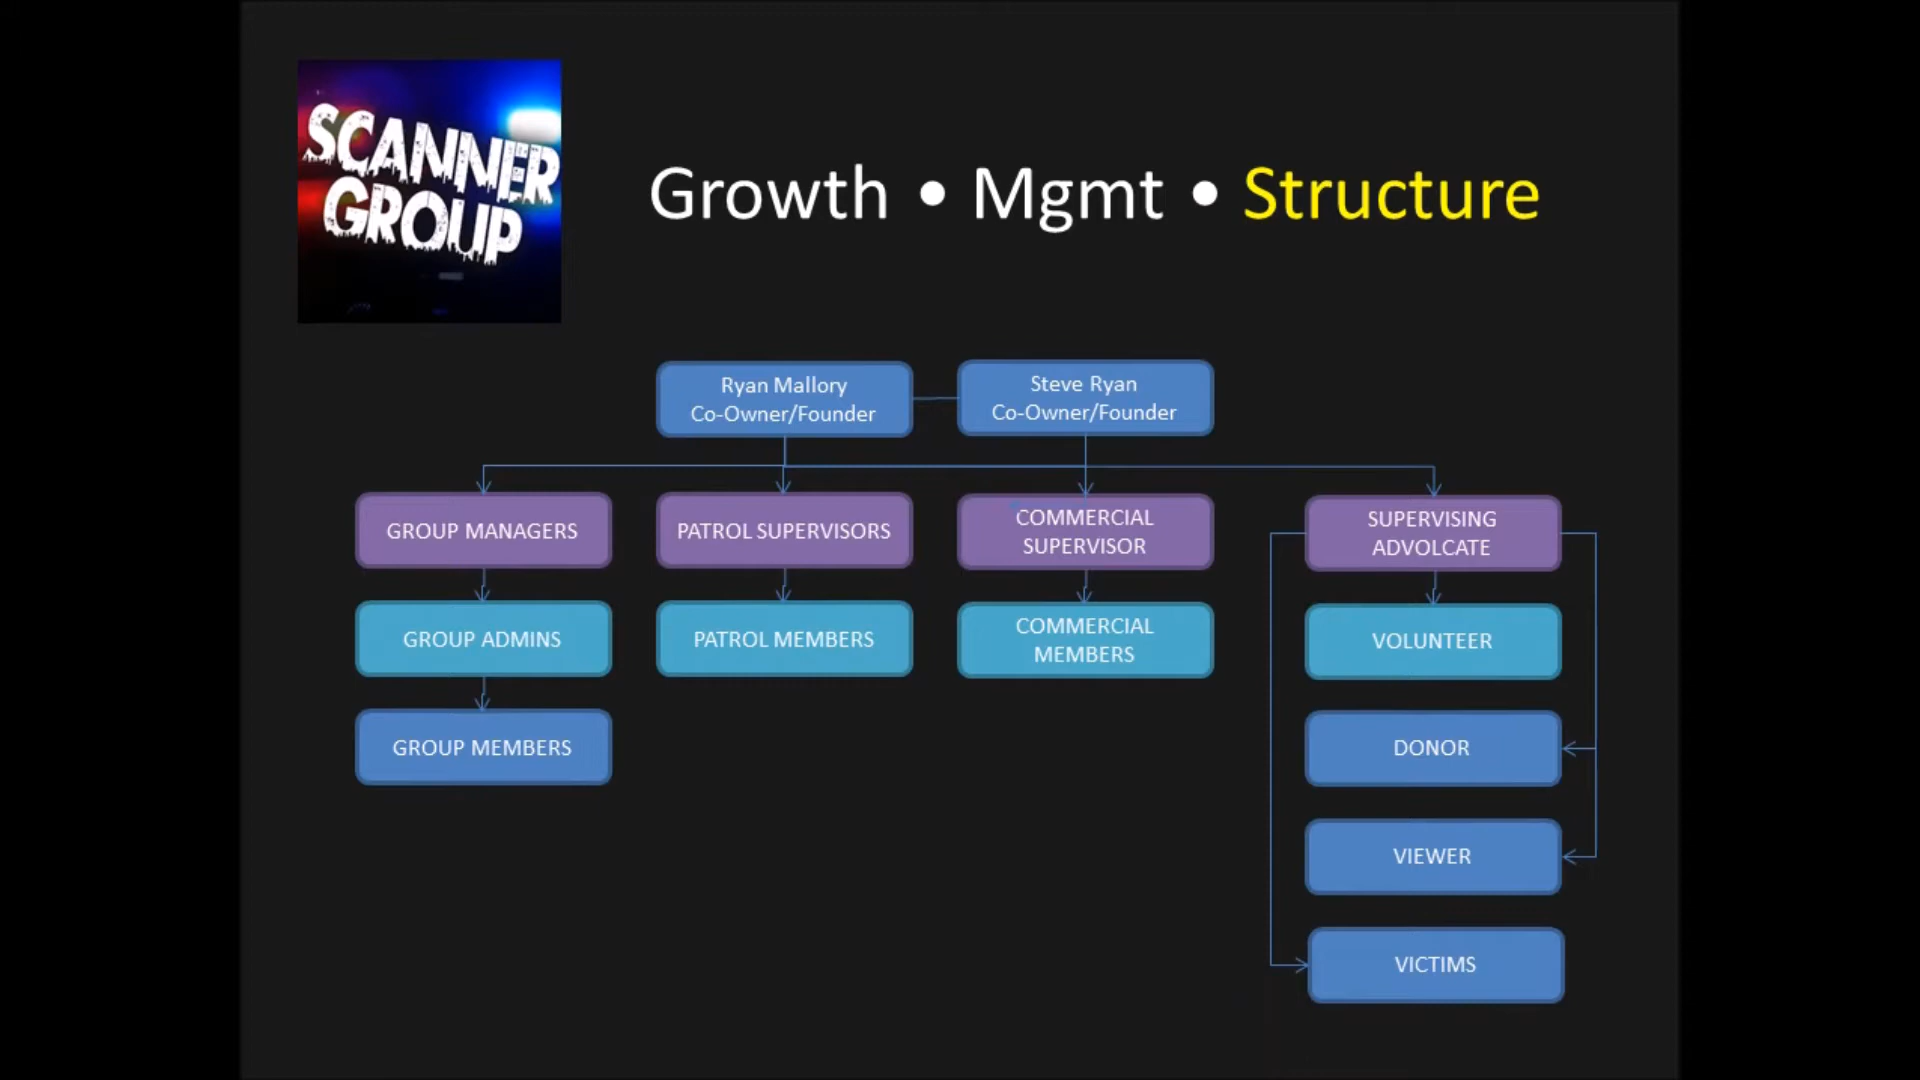 SCANNER
GROUP
Growth • Mgmt • Structure
Ryan Mallory
Co-Owner/Founder
Steve Ryan
Co-Owner/Founder
GROUP MANAGERS
PATROL SUPERVISORS
COMMERCIAL
SUPERVISOR
SUPERVISING
ADVOLCATE
GROUP ADMINS
PATROL MEMBERS
COMMERCIAL
MEMBERS
VOLUNTEER
GROUP MEMBERS
DONOR
VIEWER
VICTIMS